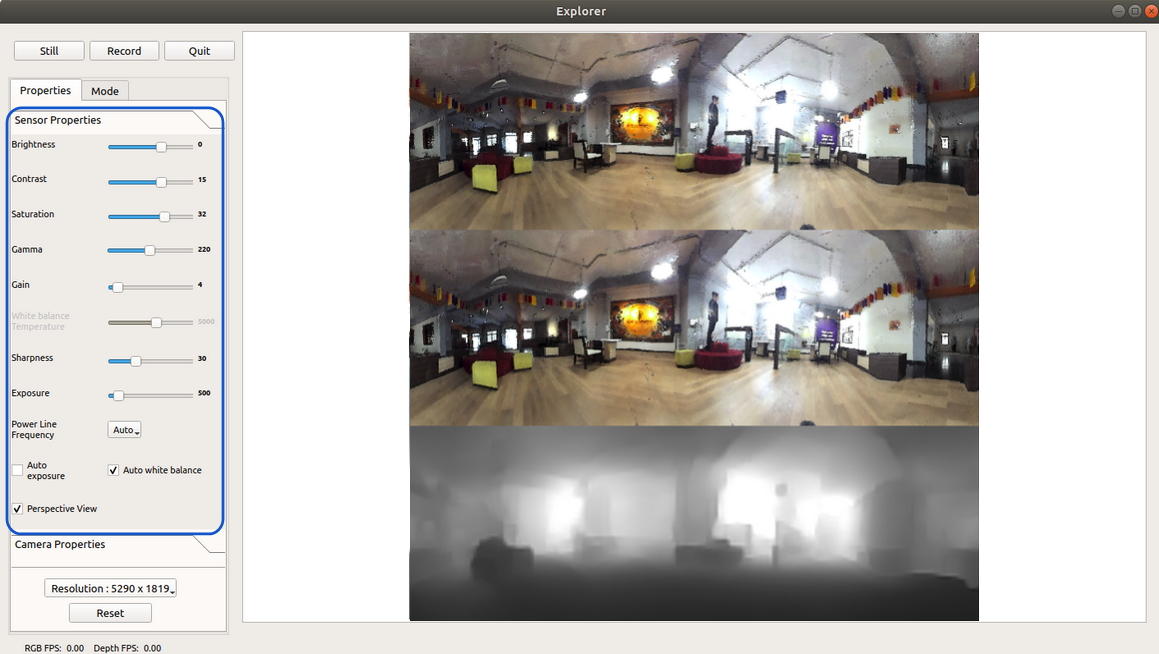 Explorer
Still
Record
Quit
Properties
Mode
Sensor Properties
Brightness
0
Contrast
15
Saturation
32
Gamma
220
Gain
4
White balance
Temperature
5000
Sharpness
30
Exposure
500
Power Line
Frequency
Auto
Auto
exposure
Auto white balance
Perspective View
Camera Properties
Resolution : 5290 x 1819
Reset
RGB FPS: 0.00 Depth FPS: 0.00